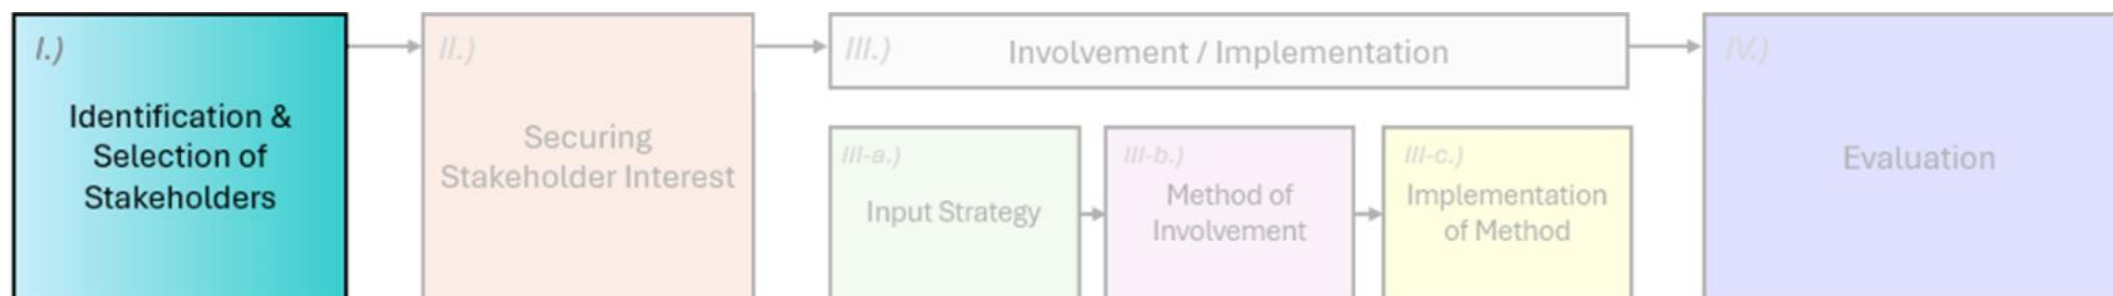 I.)
Identification &
Selection of
Stakeholders
II.)
Securing
Stakeholder Interest
III.)
Involvement / Implementation
III-a.)
Input Strategy
III-b.)
Method of
Involvement
III-c.)
Implementation
of Method
IV.)
Evaluation